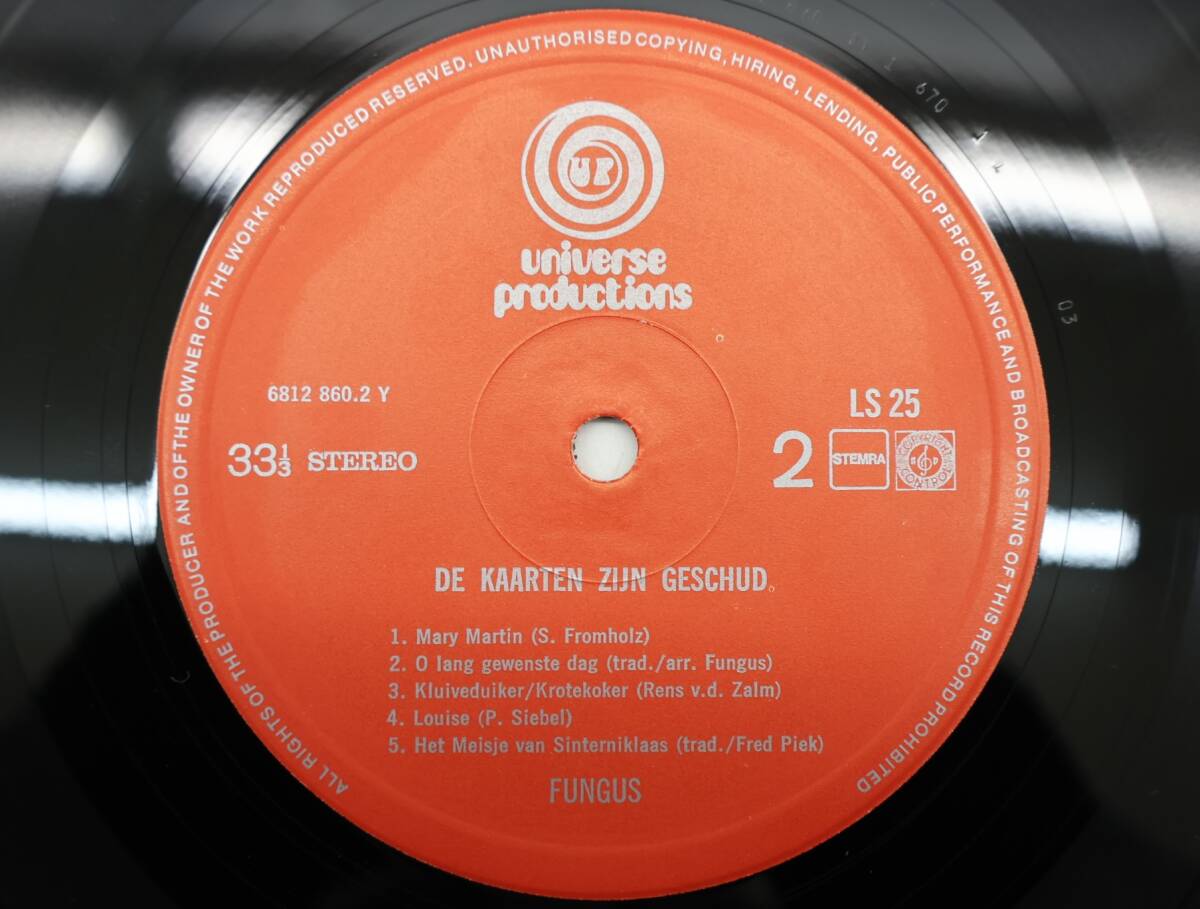 ALL RIGHTS OF THE PRODUCER AND OF THE OWNER OF THE WORK REPRODUCED RESERVED. UNAUTHORISED COPYING, HIRING, LENDING, PUBLIC PERFORMANCE AND BROADCASTING OF THIS RECORD PROHIBITED
UP
universe
productions
6812 860.2 Y
33⅓ STEREO
LS 25
2 STEMRA
COPYRIGHT
CONTROL
DE KAARTEN ZIJN GESCHUD
1. Mary Martin (S. Fromholz)
2. O lang gewenste dag (trad./arr. Fungus)
3. Kluiveduiker/Krotekoker (Rens v.d. Zalm)
4. Louise (P. Siebel)
5. Het Meisje van Sinterniklaas (trad./Fred Piek)
FUNGUS
670
03